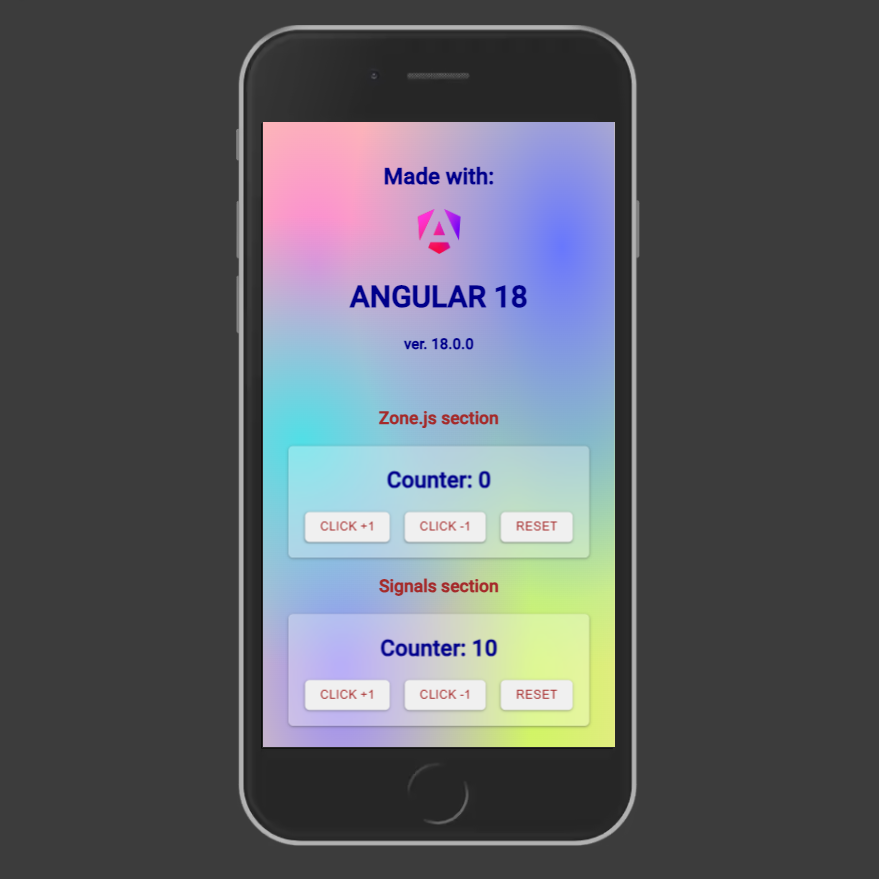 Made with:
ANGULAR 18
ver. 18.0.0
Zone.js section
Counter: 0
CLICK +1 CLICK -1 RESET
Signals section
Counter: 10
CLICK +1 CLICK -1 RESET